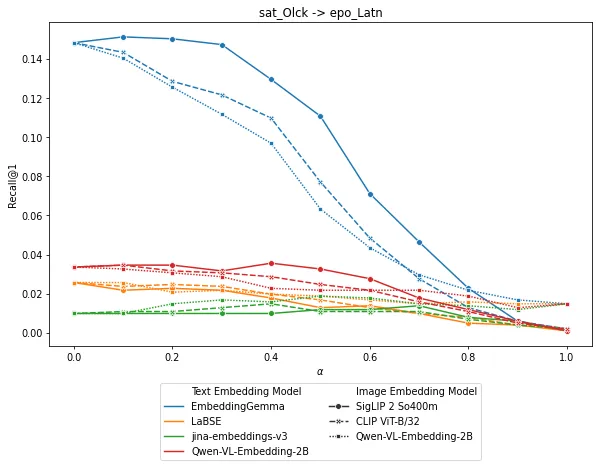 sat_Olck -> epo_Latn
Recall@1
0.14
0.12
0.10
0.08
0.06
0.04
0.02
0.00
0.0 0.2 0.4 0.6 0.8 1.0
α
Text Embedding Model
EmbeddingGemma
LaBSE
jina-embeddings-v3
Qwen-VL-Embedding-2B
Image Embedding Model
SigLIP 2 So400m
CLIP ViT-B/32
Qwen-VL-Embedding-2B